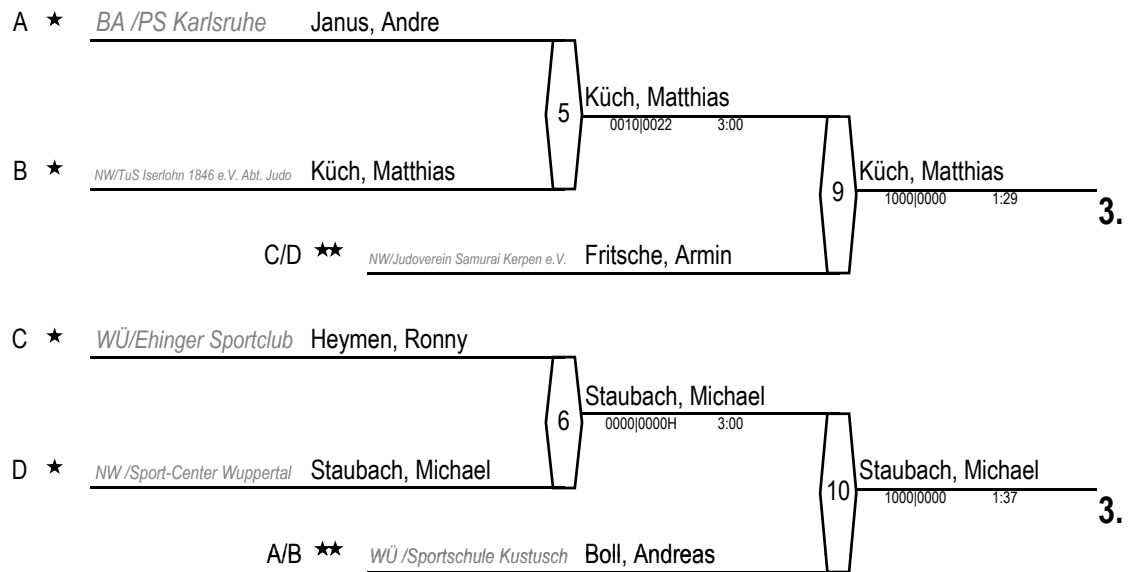 A ★ BA /PS Karlsruhe Janus, Andre
5 Küch, Matthias
0010|0022 3:00
B ★ NW/TuS Iserlohn 1846 e.V. Abt. Judo Küch, Matthias
9 Küch, Matthias
1000|0000 1:29
3.
C/D ★★ NW/Judoverein Samurai Kerpen e.V. Fritsche, Armin
C ★ WÜ/Ehinger Sportclub Heymen, Ronny
6 Staubach, Michael
0000|0000H 3:00
D ★ NW /Sport-Center Wuppertal Staubach, Michael
10 Staubach, Michael
1000|0000 1:37
3.
A/B ★★ WÜ /Sportschule Kustusch Boll, Andreas